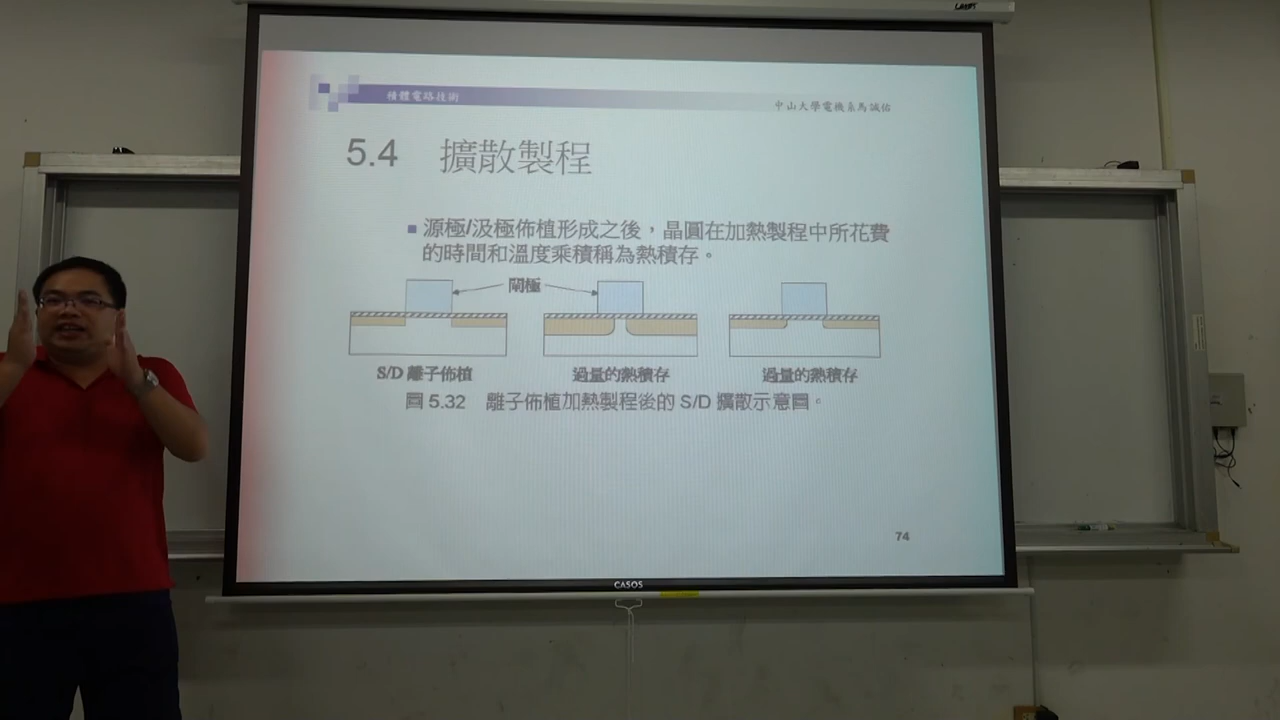 積體電路技術
中山大學電機系馬誠佑
5.4 擴散製程
源極/汲極佈植形成之後，晶圓在加熱製程中所花費
的時間和溫度乘積稱為熱積存。
閘極
S/D 離子佈植
過量的熱積存
過量的熱積存
圖 5.32 離子佈植加熱製程後的 S/D 擴散示意圖。
74
CASOS